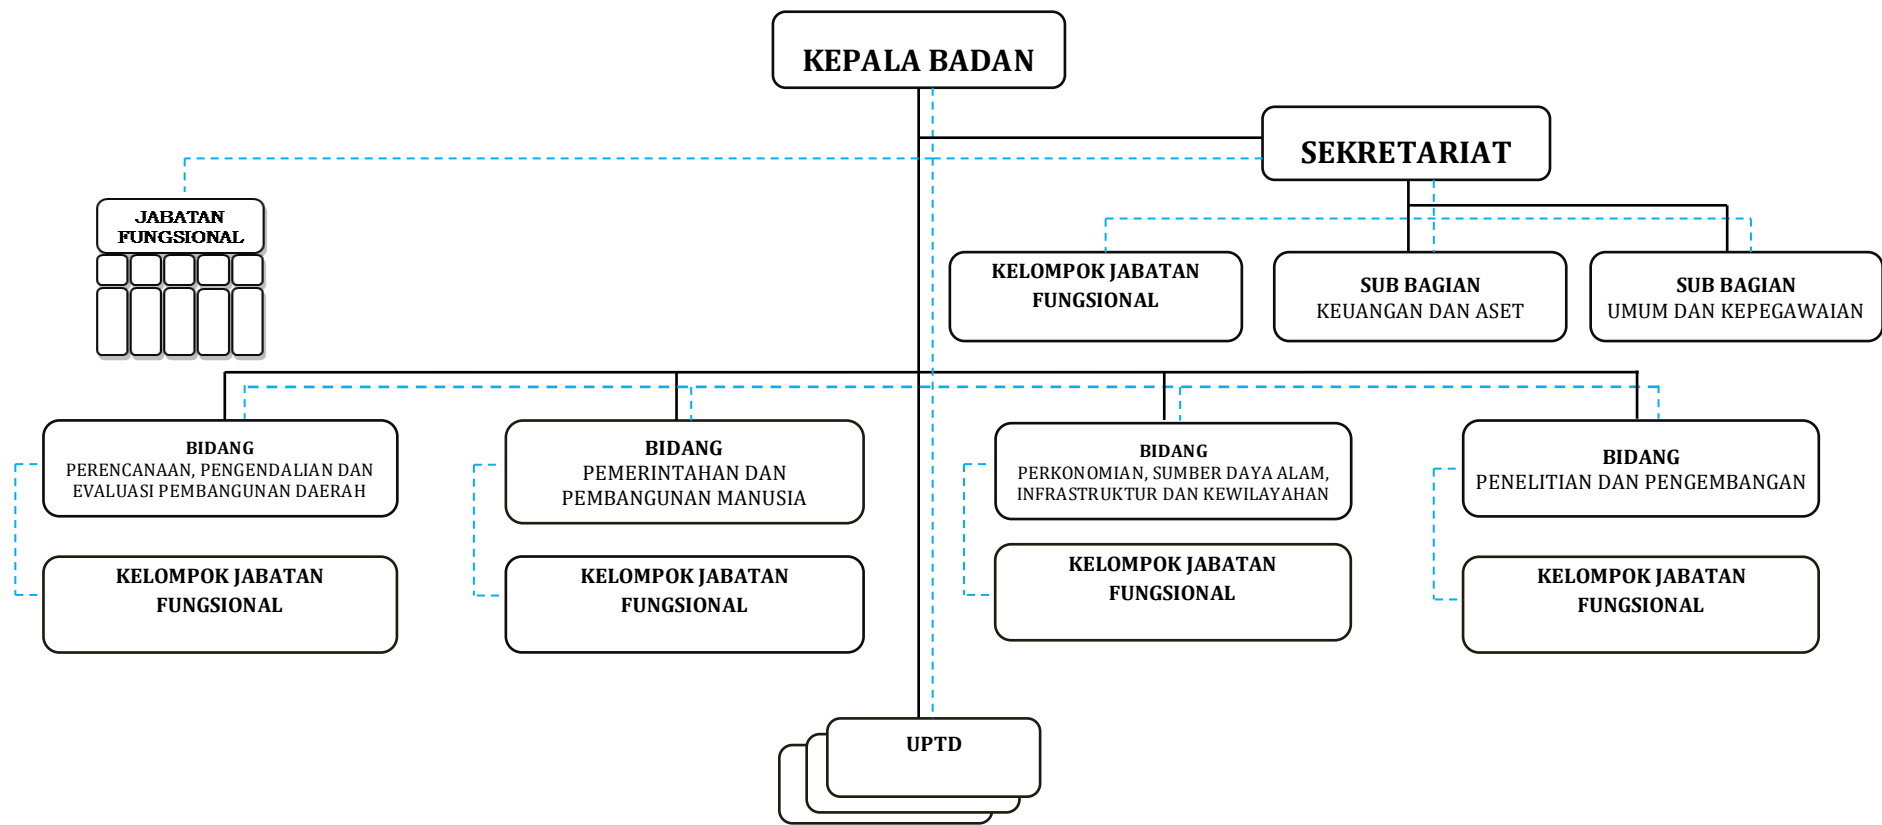 KEPALA BADAN
SEKRETARIAT
JABATAN
FUNGSIONAL
KELOMPOK JABATAN
FUNGSIONAL
SUB BAGIAN
KEUANGAN DAN ASET
SUB BAGIAN
UMUM DAN KEPEGAWAIAN
BIDANG
PERENCANAAN, PENGENDALIAN DAN
EVALUASI PEMBANGUNAN DAERAH
BIDANG
PEMERINTAHAN DAN
PEMBANGUNAN MANUSIA
BIDANG
PERKONOMIAN, SUMBER DAYA ALAM,
INFRASTRUKTUR DAN KEWILAYAHAN
BIDANG
PENELITIAN DAN PENGEMBANGAN
KELOMPOK JABATAN
FUNGSIONAL
KELOMPOK JABATAN
FUNGSIONAL
KELOMPOK JABATAN
FUNGSIONAL
KELOMPOK JABATAN
FUNGSIONAL
UPTD